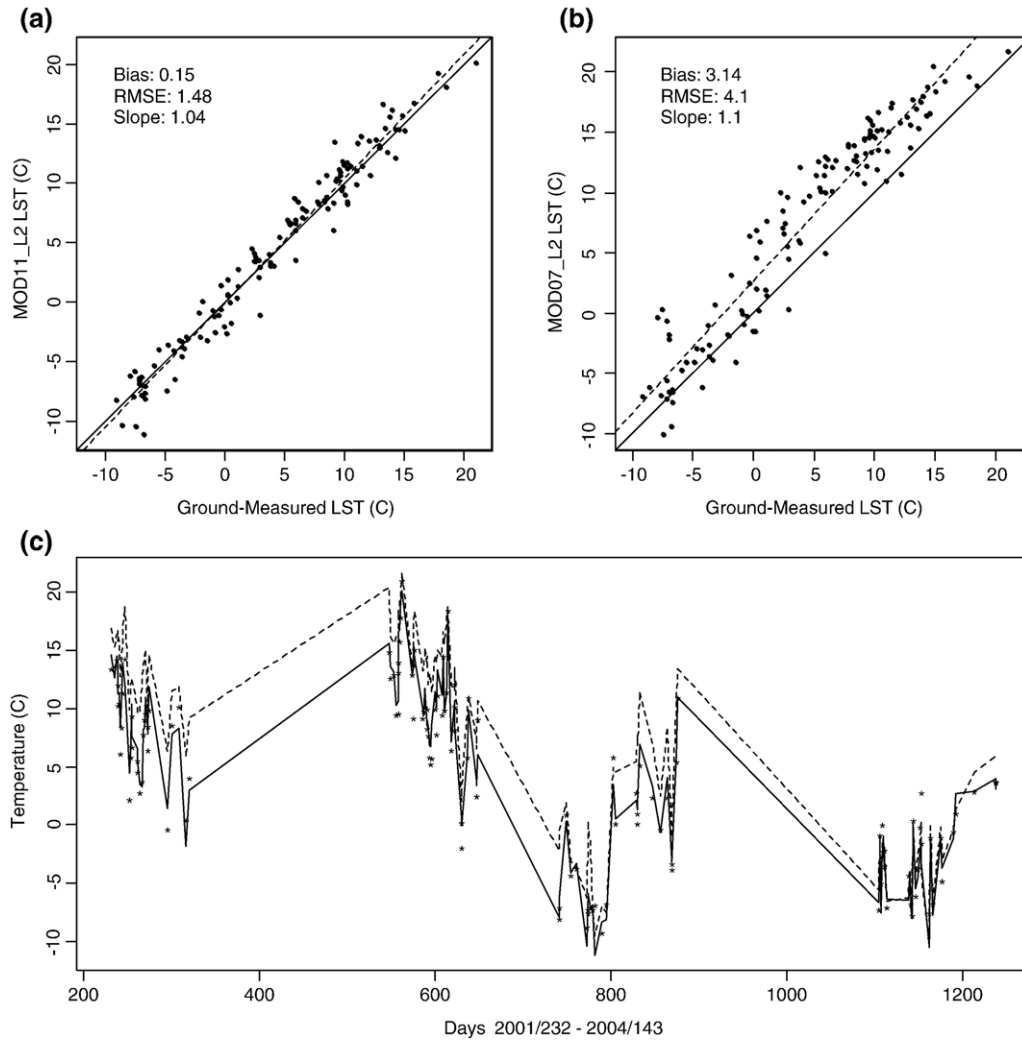 (a)
Bias: 0.15
RMSE: 1.48
Slope: 1.04
20
15
10
5
0
-5
-10
MOD11_L2 LST (C)
-10 -5 0 5 10 15 20
Ground-Measured LST (C)
(b)
Bias: 3.14
RMSE: 4.1
Slope: 1.1
20
15
10
5
0
-5
-10
MOD07_L2 LST (C)
-10 -5 0 5 10 15 20
Ground-Measured LST (C)
(c)
20
15
10
5
0
-5
-10
Temperature (C)
200 400 600 800 1000 1200
Days 2001/232 - 2004/143